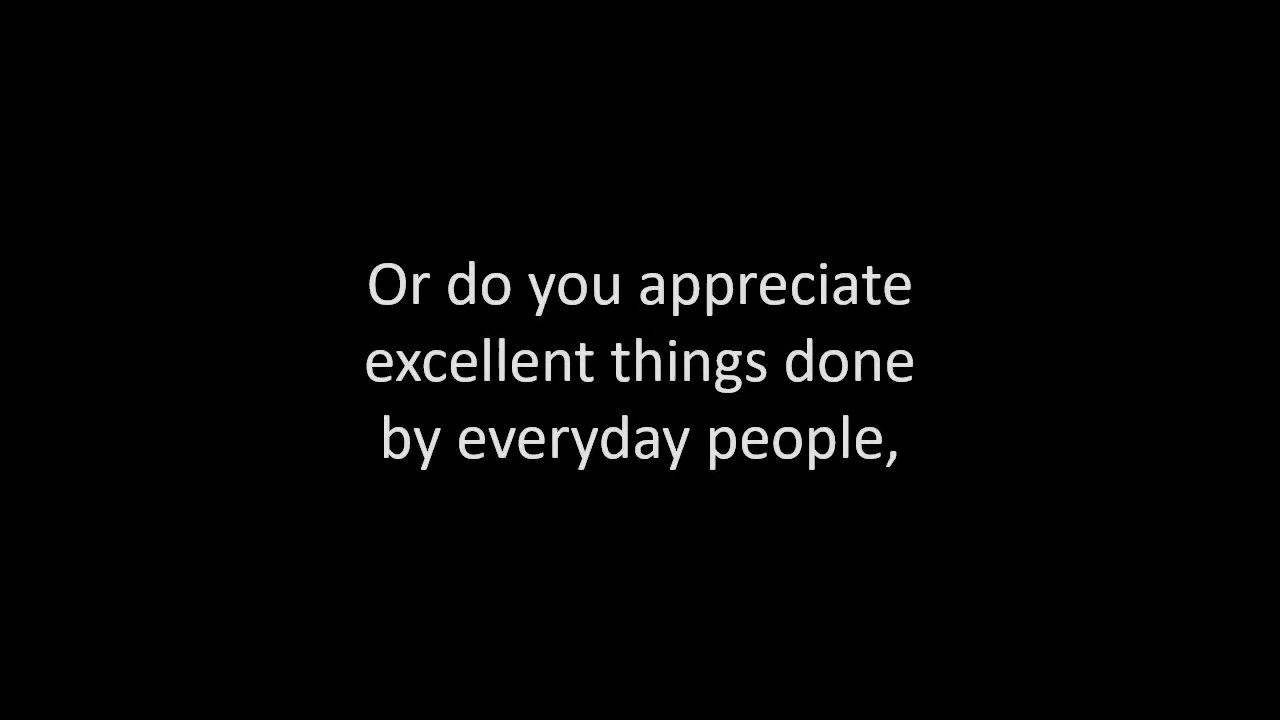 Or do you appreciate
excellent things done
by everyday people,